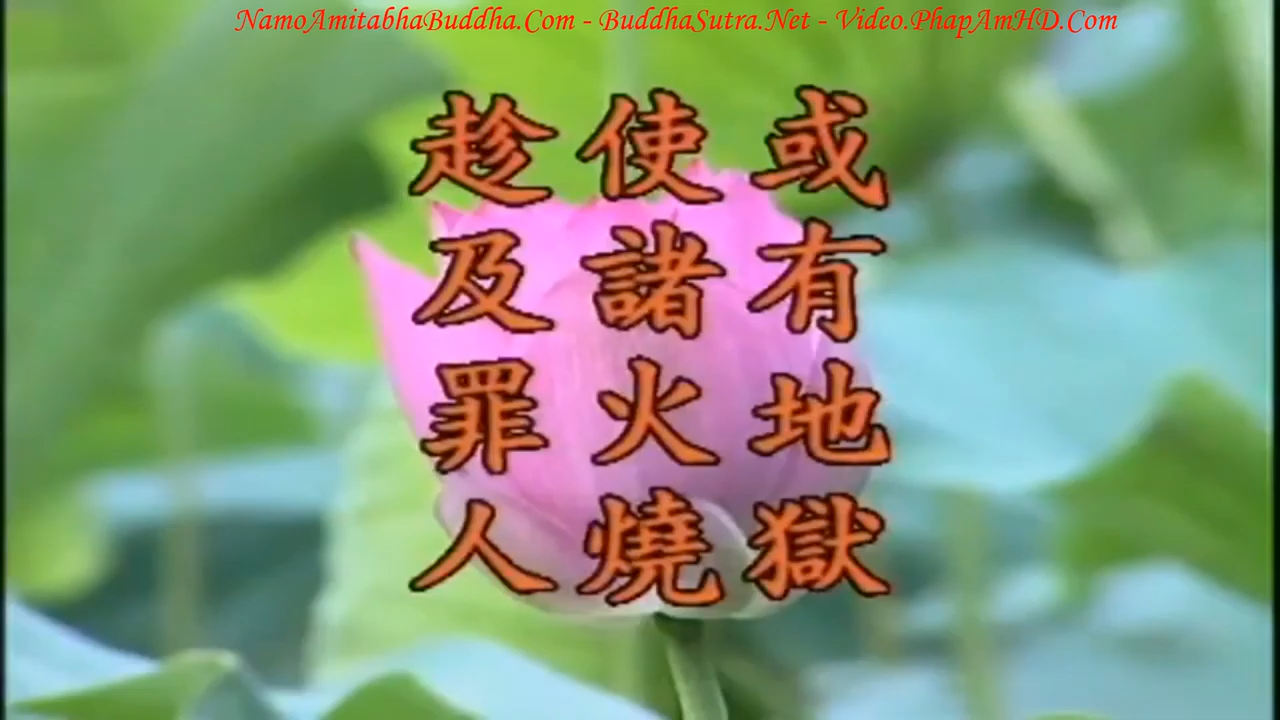 NamoAmitabhaBuddha.Com - BuddhaSutra.Net - Video.PhapAmHD.Com
或有地獄
使諸火燒
趁及罪人